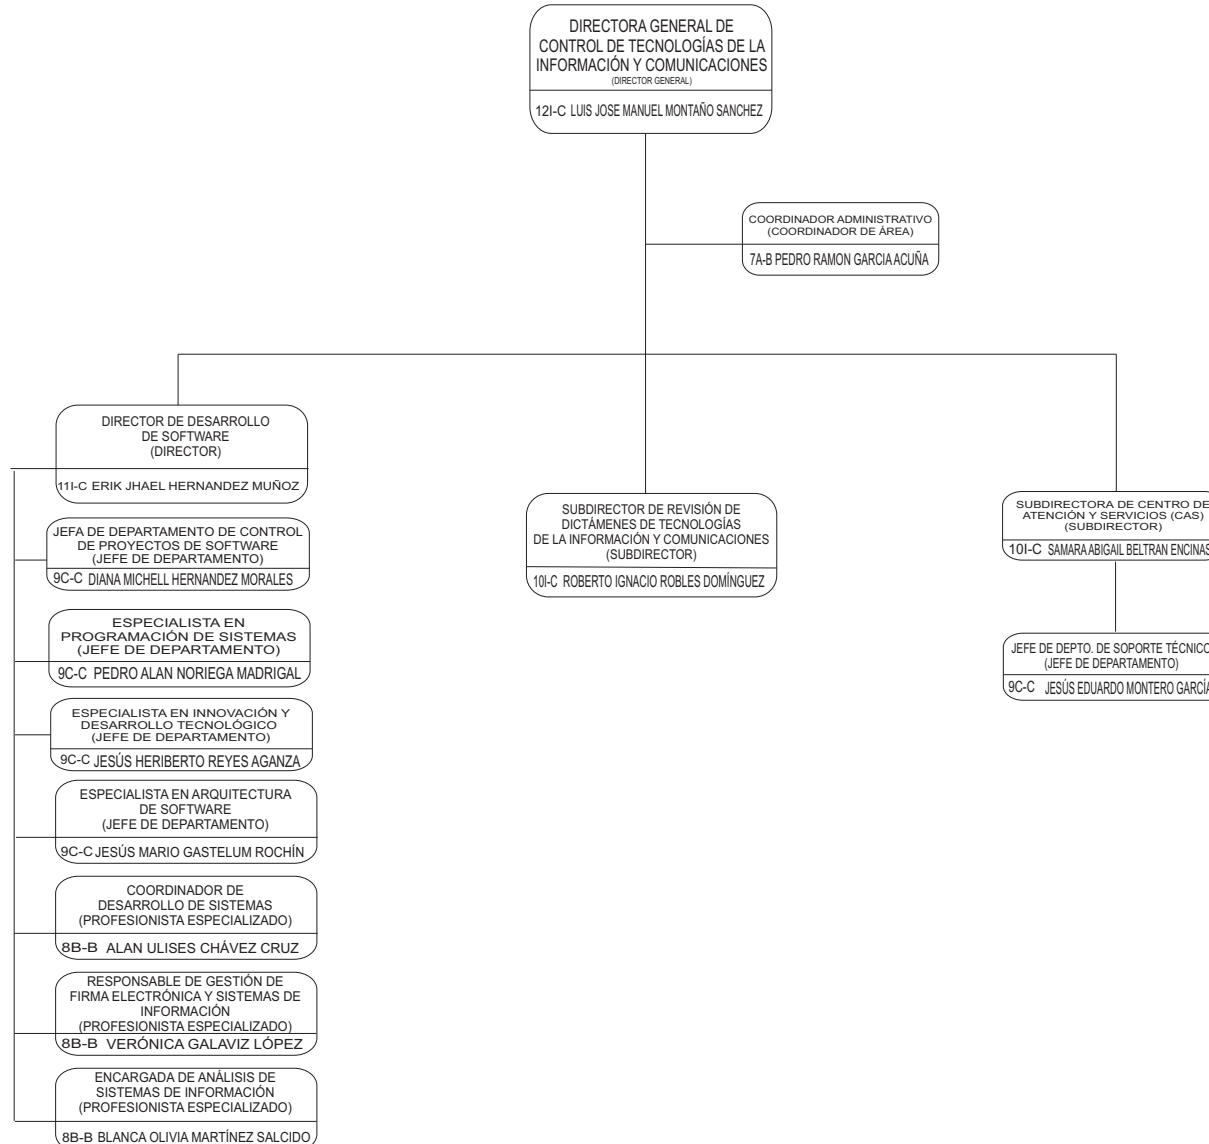 DIRECTORA GENERAL DE
CONTROL DE TECNOLOGÍAS DE LA
INFORMACIÓN Y COMUNICACIONES
(DIRECTOR GENERAL)
12I-C LUIS JOSE MANUEL MONTAÑO SANCHEZ
COORDINADOR ADMINISTRATIVO
(COORDINADOR DE ÁREA)
7A-B PEDRO RAMON GARCIA ACUÑA
DIRECTOR DE DESARROLLO
DE SOFTWARE
(DIRECTOR)
11I-C ERIK JHAEL HERNANDEZ MUÑOZ
JEFA DE DEPARTAMENTO DE CONTROL
DE PROYECTOS DE SOFTWARE
(JEFE DE DEPARTAMENTO)
9C-C DIANA MICHELL HERNANDEZ MORALES
ESPECIALISTA EN
PROGRAMACIÓN DE SISTEMAS
(JEFE DE DEPARTAMENTO)
9C-C PEDRO ALAN NORIEGA MADRIGAL
ESPECIALISTA EN INNOVACIÓN Y
DESARROLLO TECNOLÓGICO
(JEFE DE DEPARTAMENTO)
9C-C JESÚS HERIBERTO REYES AGANZA
ESPECIALISTA EN ARQUITECTURA
DE SOFTWARE
(JEFE DE DEPARTAMENTO)
9C-C JESÚS MARIO GASTELUM ROCHÍN
COORDINADOR DE
DESARROLLO DE SISTEMAS
(PROFESIONISTA ESPECIALIZADO)
8B-B ALAN ULISES CHÁVEZ CRUZ
RESPONSABLE DE GESTIÓN DE
FIRMA ELECTRÓNICA Y SISTEMAS DE
INFORMACIÓN
(PROFESIONISTA ESPECIALIZADO)
8B-B VERÓNICA GALAVIZ LÓPEZ
ENCARGADA DE ANÁLISIS DE
SISTEMAS DE INFORMACIÓN
(PROFESIONISTA ESPECIALIZADO)
8B-B BLANCA OLIVIA MARTÍNEZ SALCIDO
SUBDIRECTOR DE REVISIÓN DE
DICTÁMENES DE TECNOLOGÍAS
DE LA INFORMACIÓN Y COMUNICACIONES
(SUBDIRECTOR)
10I-C ROBERTO IGNACIO ROBLES DOMÍNGUEZ
SUBDIRECTORA DE CENTRO DE
ATENCIÓN Y SERVICIOS (CAS)
(SUBDIRECTOR)
10I-C SAMARA ABIGAIL BELTRAN ENCINAS
JEFE DE DEPTO. DE SOPORTE TÉCNICO
(JEFE DE DEPARTAMENTO)
9C-C JESÚS EDUARDO MONTERO GARCÍA